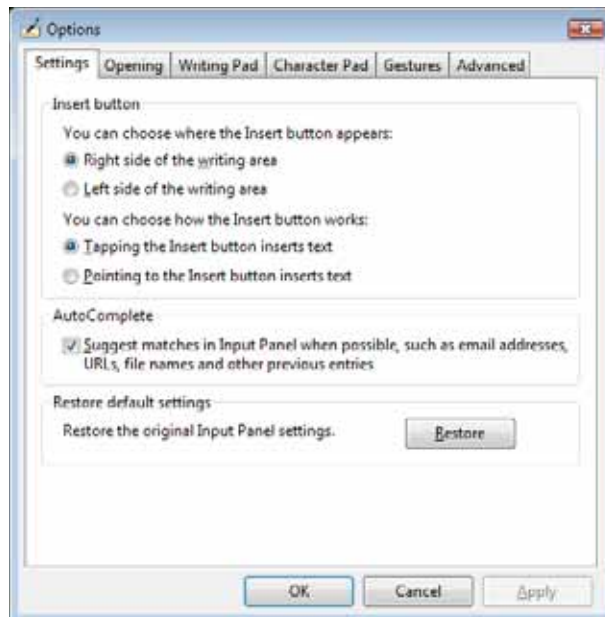 Options
Settings Opening Writing Pad Character Pad Gestures Advanced
Insert button
You can choose where the Insert button appears:
Right side of the writing area
Left side of the writing area
You can choose how the Insert button works:
Tapping the Insert button inserts text
Pointing to the Insert button inserts text
AutoComplete
Suggest matches in Input Panel when possible, such as email addresses,
URLs, file names and other previous entries
Restore default settings
Restore the original Input Panel settings. Restore
OK Cancel Apply